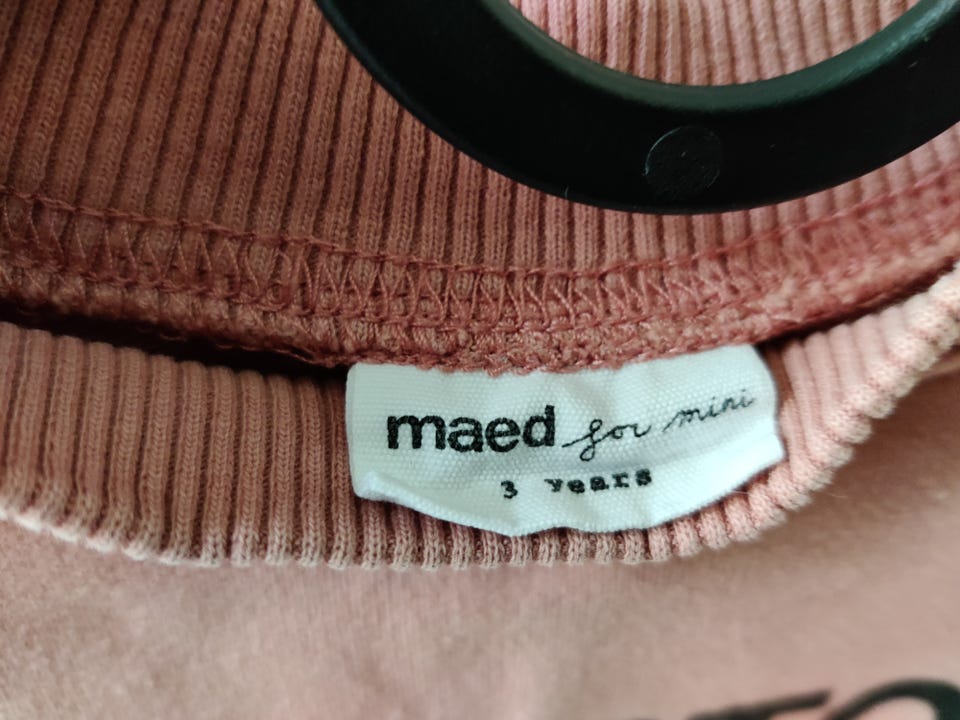 maed for mini
3 years